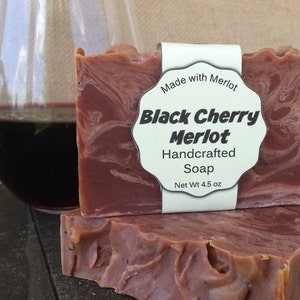 Made with Merlot
Black Cherry
Merlot
Handcrafted
Soap
Net Wt 4.5 oz